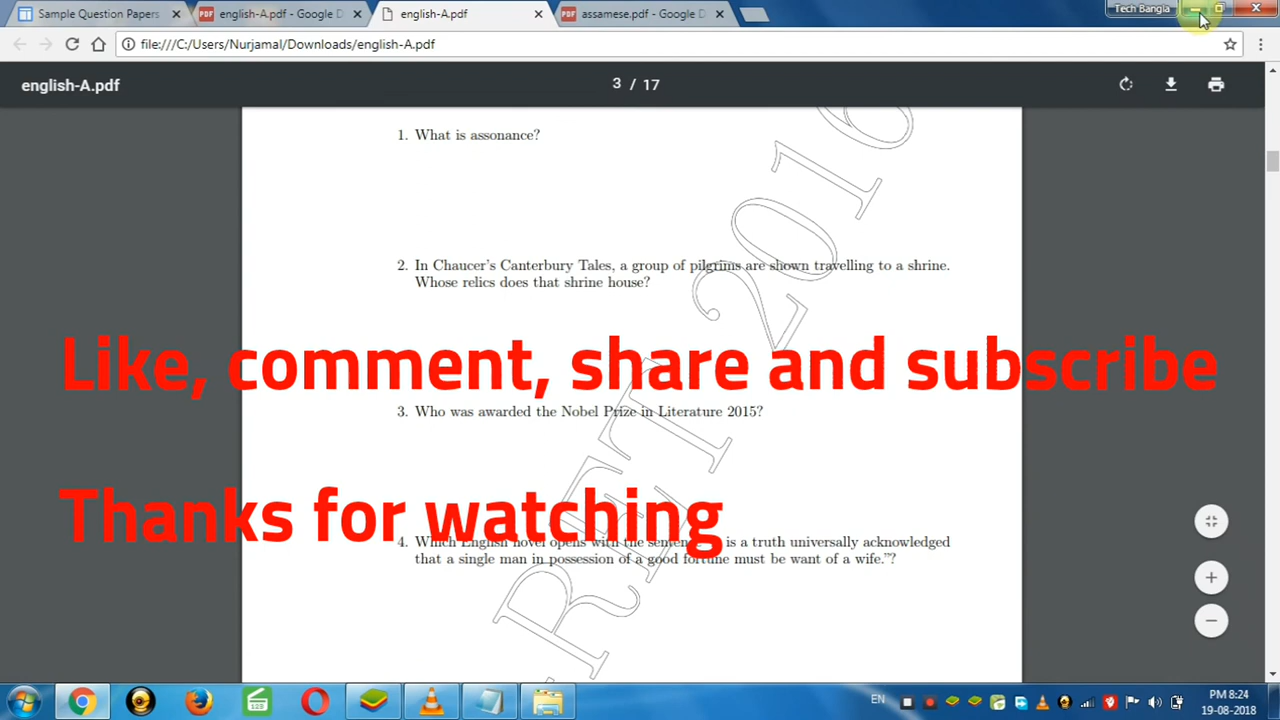 Sample Question Papers
english-A.pdf - Google D
english-A.pdf
assamese.pdf - Google D
Tech Bangla
file:///C:/Users/Nurjamal/Downloads/english-A.pdf
english-A.pdf
3 / 17
1. What is assonance?
2. In Chaucer's Canterbury Tales, a group of pilgrims are shown travelling to a shrine.
Whose relics does that shrine house?
Like, comment, share and subscribe
3. Who was awarded the Nobel Prize in Literature 2015?
Thanks for watching
4. Which English novel opens with the sentence is a truth universally acknowledged
that a single man in possession of a good fortune must be want of a wife."?
RET 2016
123
EN
PM 8:24
19-08-2018